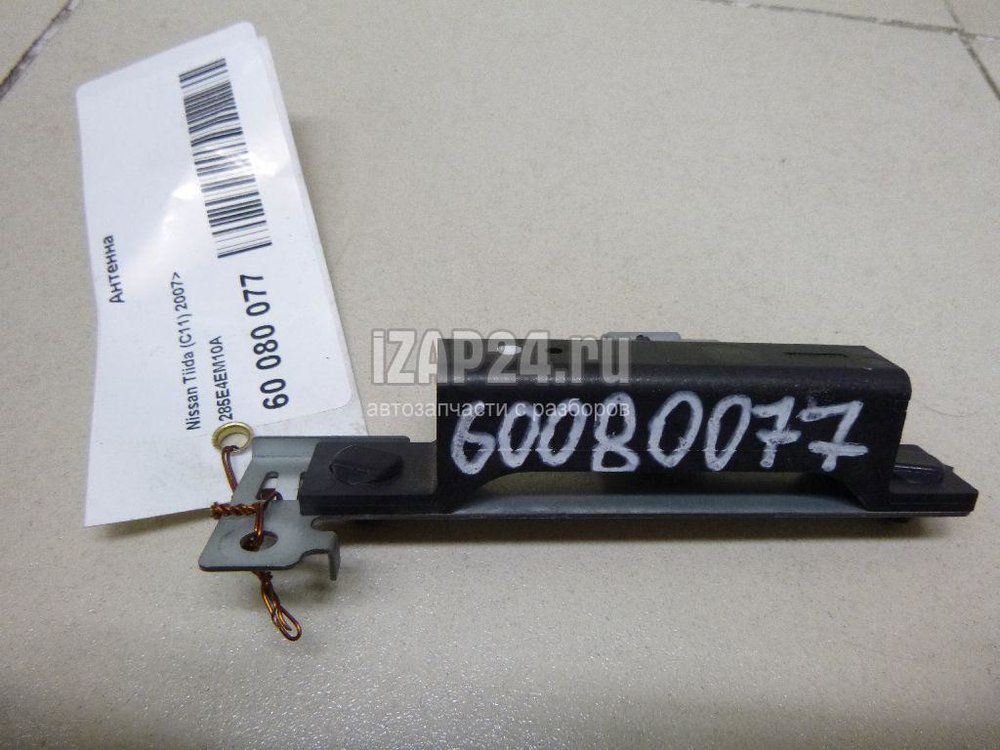 Антенна
Nissan Tiida (C11) 2007>
285E4EM10A
60 080 077
iZAP24.ru
автозапчасти с разборов
60080077